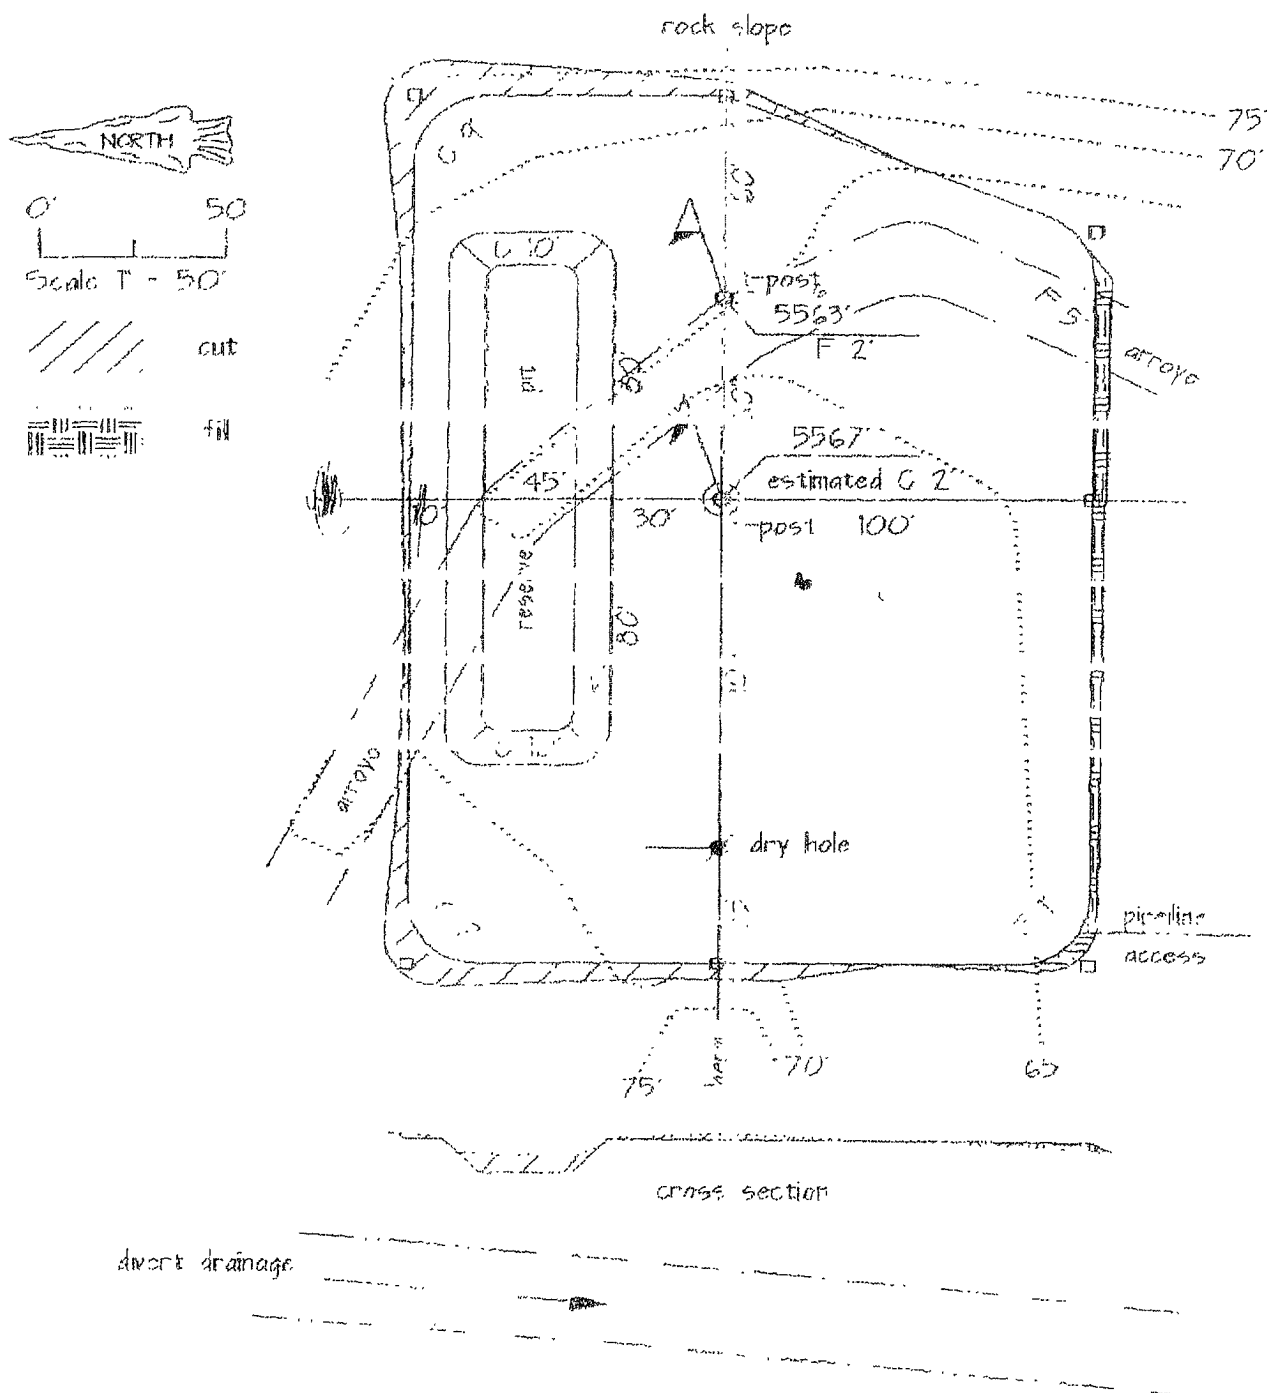 rock slope
NORTH
0' 50'
Scale 1" - 50'
75'
70'
C 10'
post
5563'
F 2'
F 5'
arroyo
cut
fill
pit
50'
5567'
estimated C 2'
45'
30'
post 100'
reserve
80'
arroyo
dry hole
pipeline
access
75'
berm
70'
65'
cross section
divert drainage